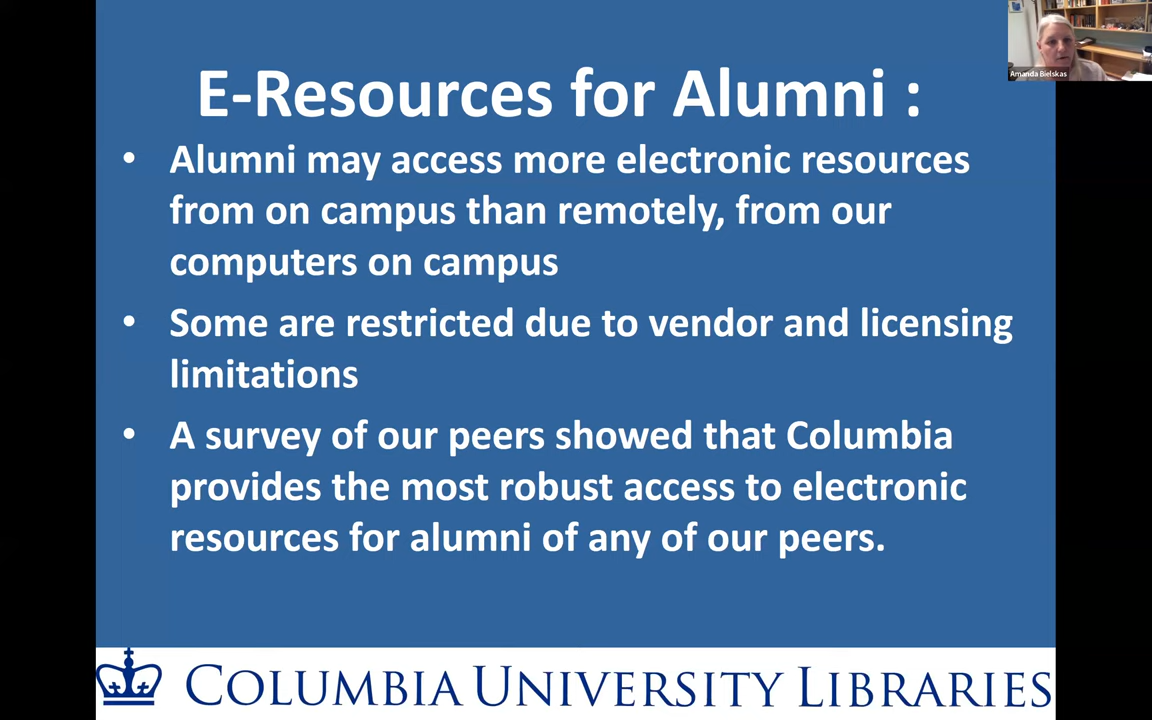 E-Resources for Alumni :
Amanda Bielskas
• Alumni may access more electronic resources
from on campus than remotely, from our
computers on campus
• Some are restricted due to vendor and licensing
limitations
• A survey of our peers showed that Columbia
provides the most robust access to electronic
resources for alumni of any of our peers.
COLUMBIA UNIVERSITY LIBRARIES